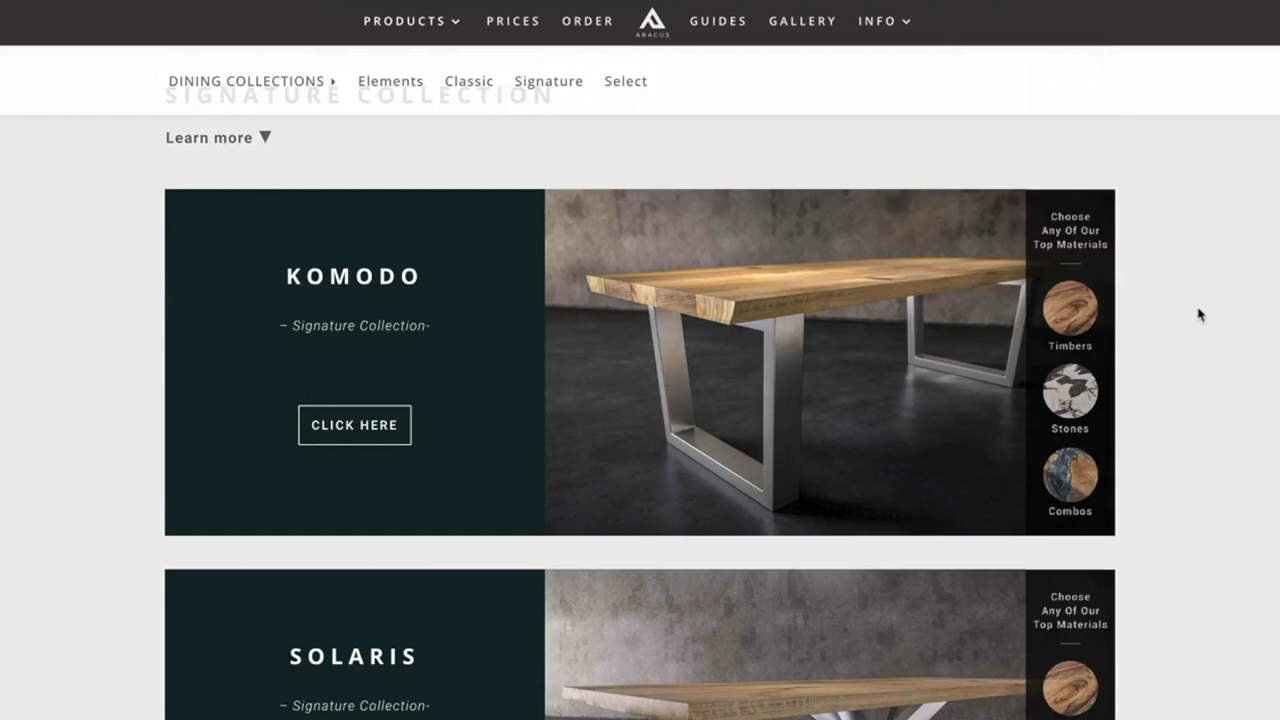 PRODUCTS PRICES ORDER ABACUS GUIDES GALLERY INFO
DINING COLLECTIONS Elements Classic Signature Select
SIGNATURE COLLECTION
Learn more ▼
KOMODO
– Signature Collection-
CLICK HERE
Choose
Any Of Our
Top Materials
Timbers
Stones
Combos
SOLARIS
– Signature Collection-
Choose
Any Of Our
Top Materials